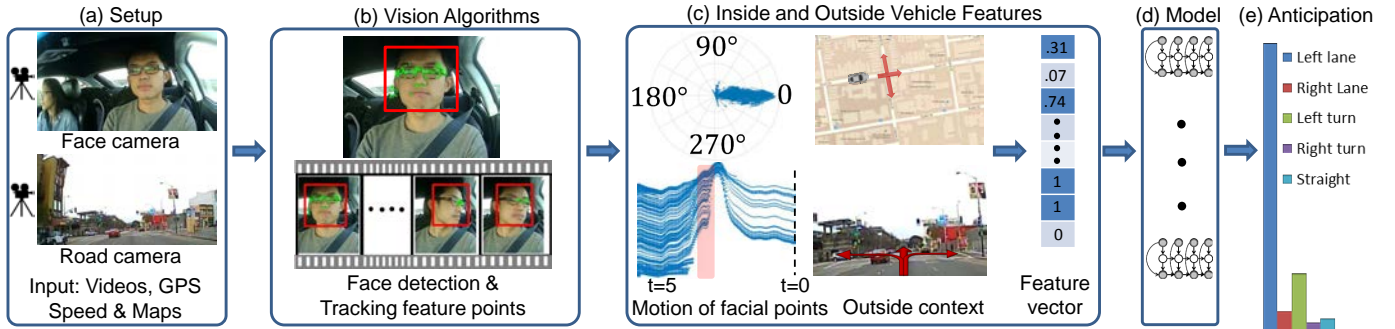 (a) Setup
Face camera
Road camera
Input: Videos, GPS
Speed & Maps
(b) Vision Algorithms
Face detection &
Tracking feature points
(c) Inside and Outside Vehicle Features
90°
180°
0
270°
t=5
t=0
Motion of facial points
Outside context
.31
.07
.74
1
1
0
Feature
vector
(d) Model
(e) Anticipation
Left lane
Right Lane
Left turn
Right turn
Straight